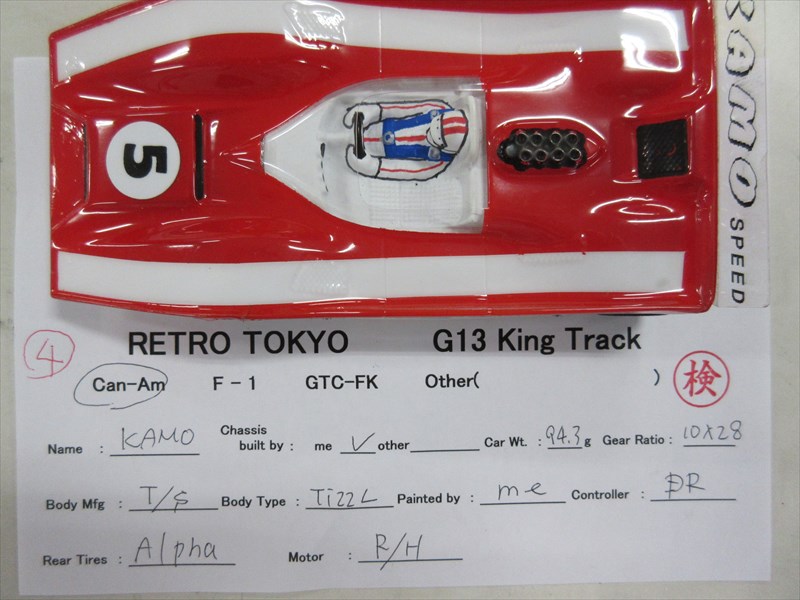 5
KAMO
SPEED
4
RETRO TOKYO G13 King Track
Can-Am F-1 GTC-FK Other( ) 検
Name : KAMO Chassis built by : me V other Car Wt. : 94.3 g Gear Ratio : 10X28
Body Mfg : T/S Body Type : Tizz L Painted by : me Controller : DR
Rear Tires : Alpha Motor : R/H